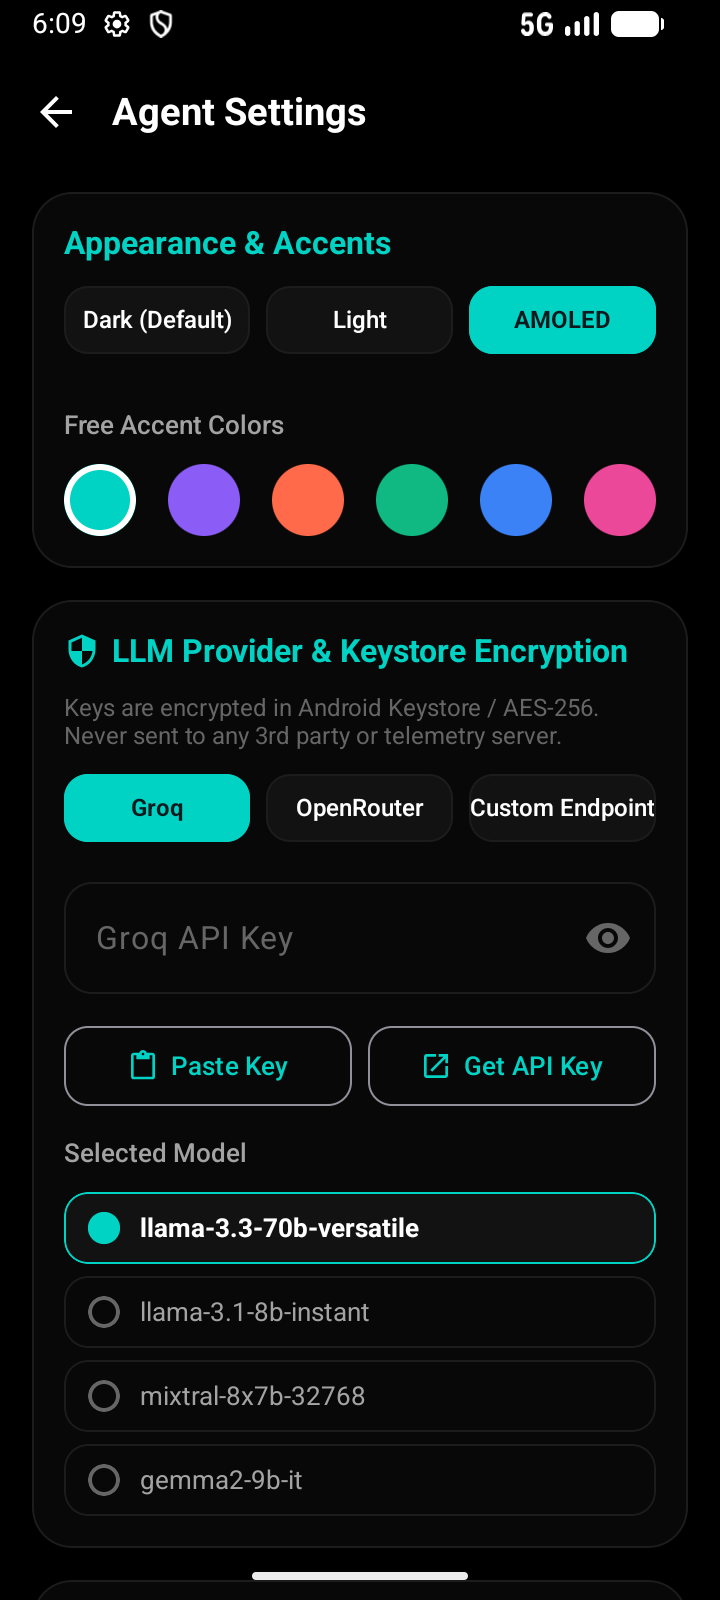 6:09 5G
Agent Settings
Appearance & Accents
Dark (Default) Light AMOLED
Free Accent Colors
LLM Provider & Keystore Encryption
Keys are encrypted in Android Keystore / AES-256.
Never sent to any 3rd party or telemetry server.
Groq OpenRouter Custom Endpoint
Groq API Key
Paste Key Get API Key
Selected Model
llama-3.3-70b-versatile
llama-3.1-8b-instant
mixtral-8x7b-32768
gemma2-9b-it